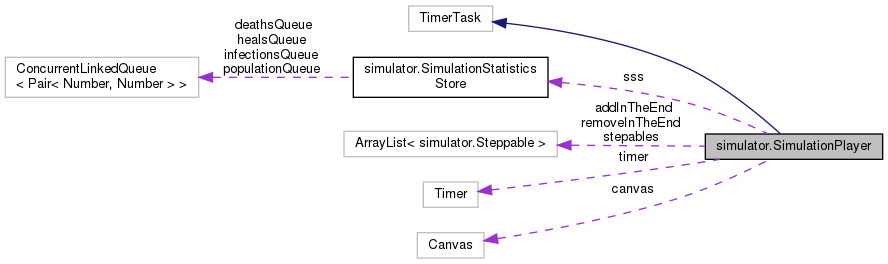 TimerTask
deathsQueue
healsQueue
infectionsQueue
populationQueue
ConcurrentLinkedQueue
< Pair< Number, Number > >
simulator.SimulationStatistics
Store
sss
addInTheEnd
removeInTheEnd
stepables
ArrayList< simulator.Steppable >
simulator.SimulationPlayer
timer
Timer
canvas
Canvas